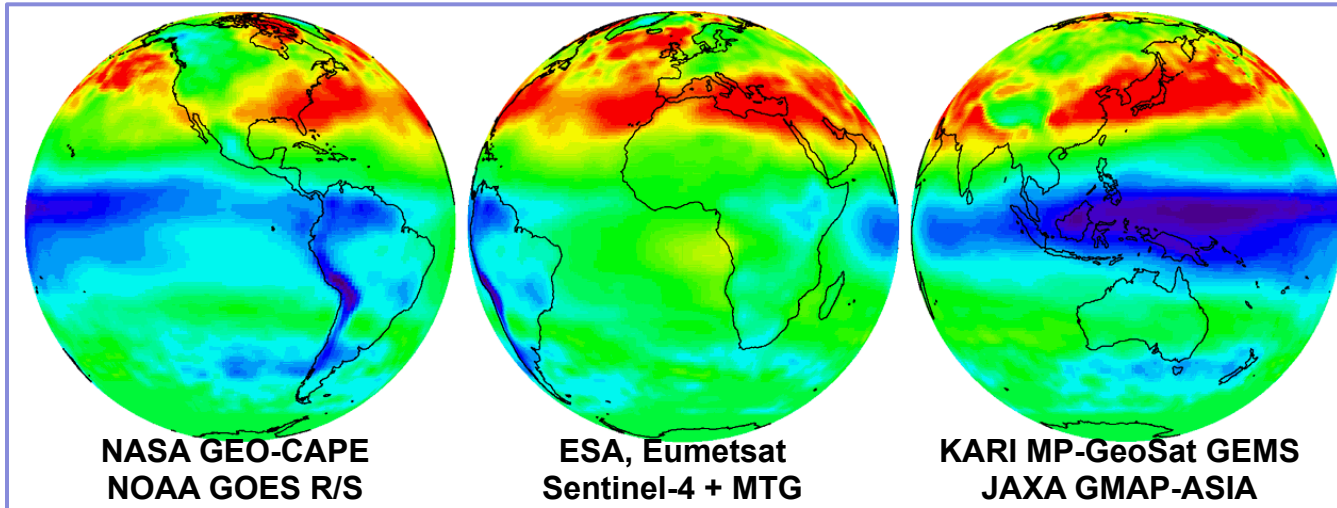 NASA GEO-CAPE
NOAA GOES R/S
ESA, Eumetsat
Sentinel-4 + MTG
KARI MP-GeoSat GEMS
JAXA GMAP-ASIA